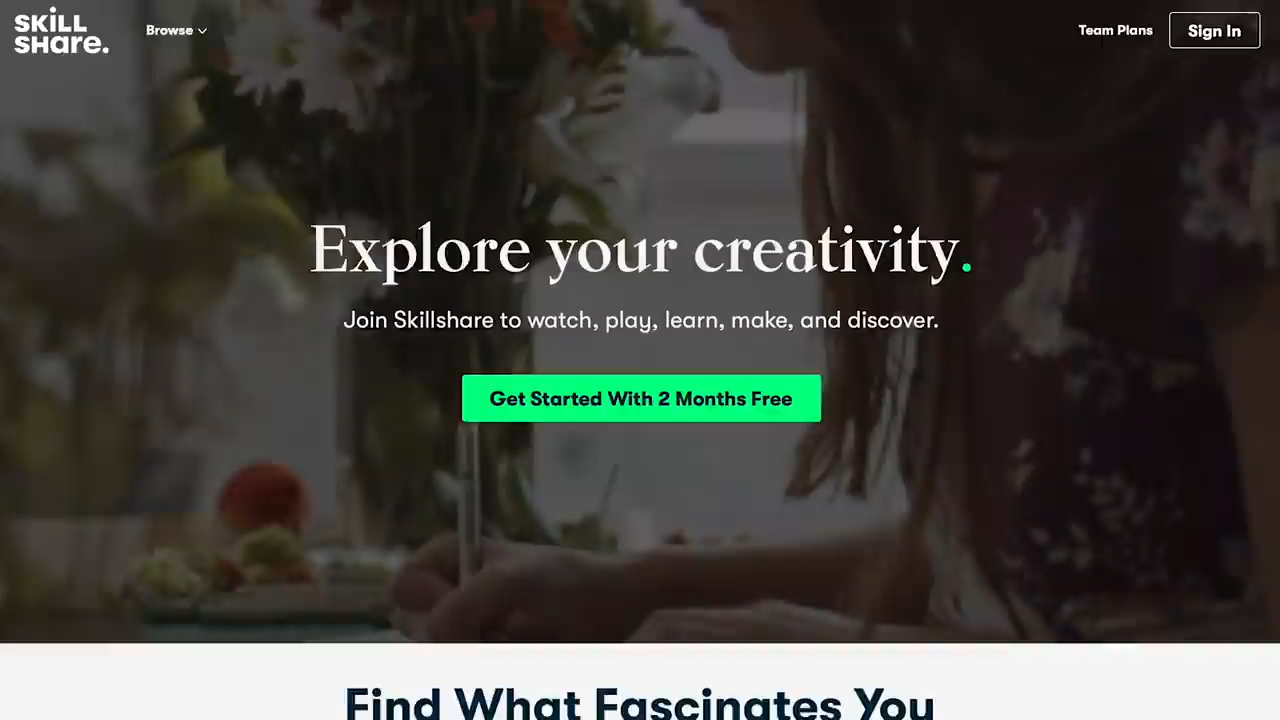 SKiLL
SHare.
Browse
Team Plans
Sign In
Explore your creativity.
Join Skillshare to watch, play, learn, make, and discover.
Get Started With 2 Months Free
Find What Fascinates You